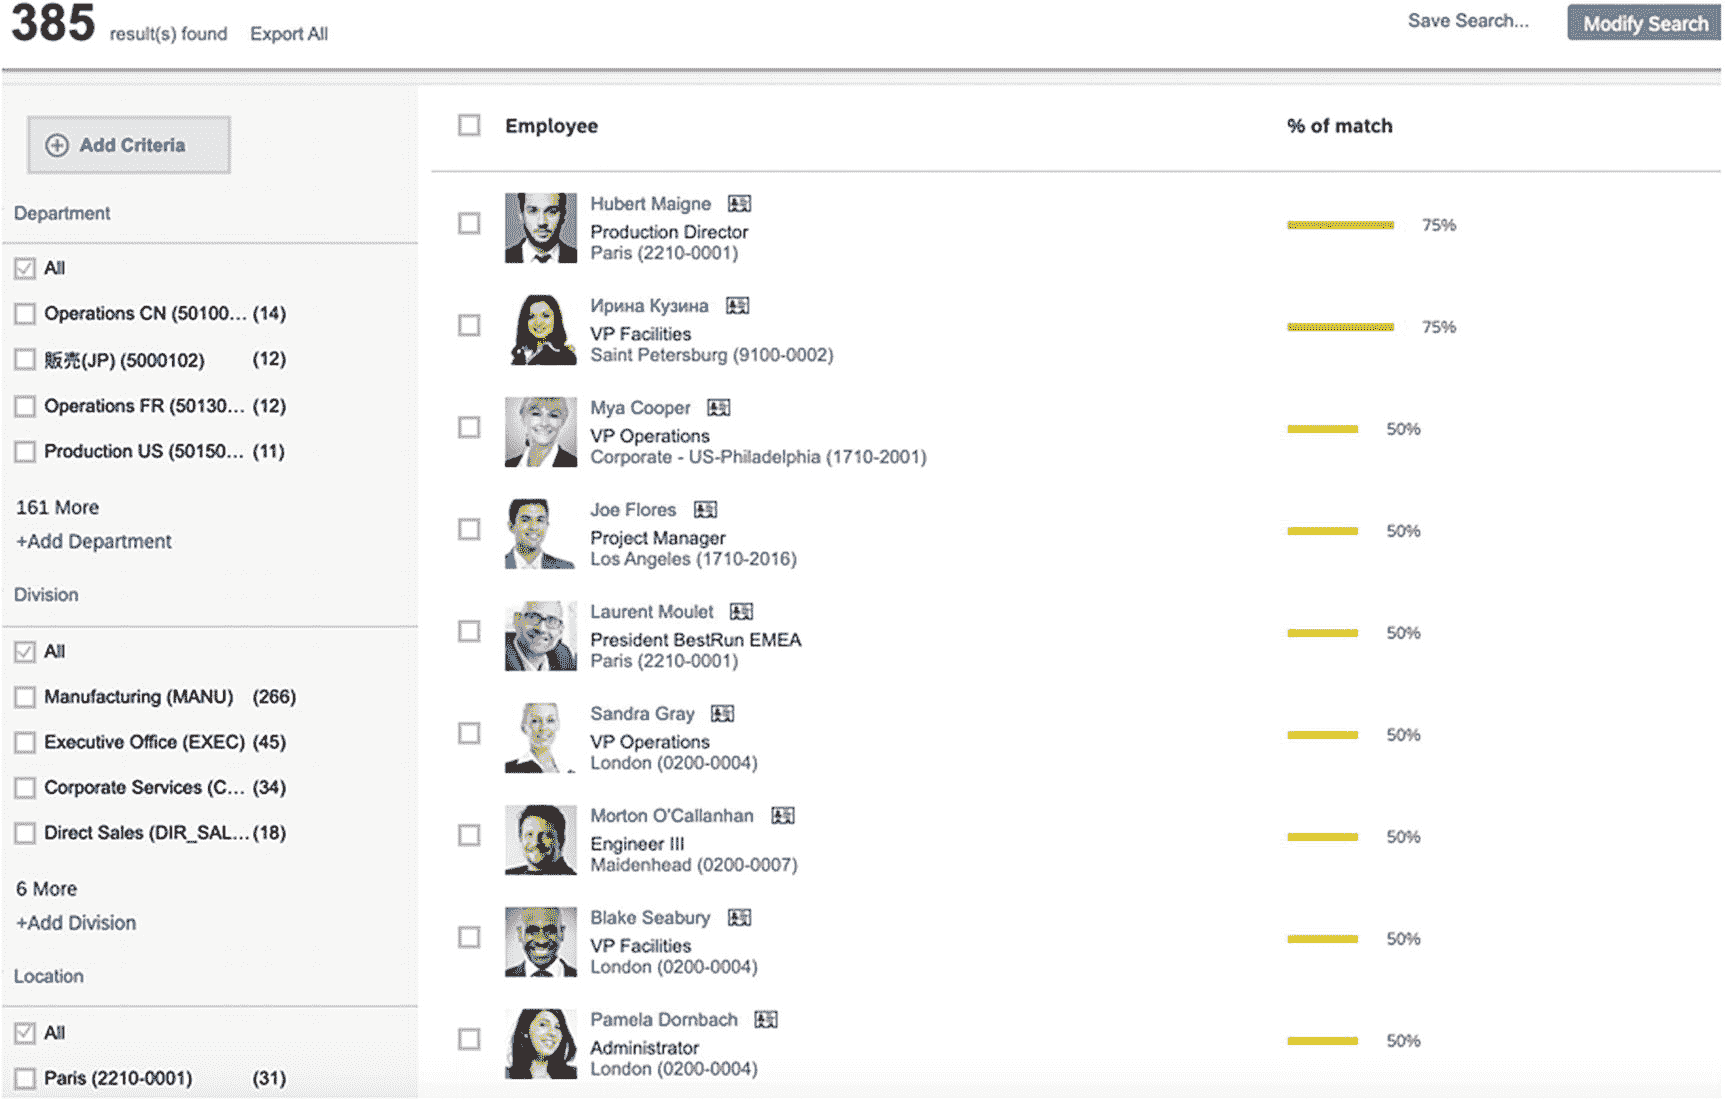 385 result(s) found Export All
Save Search... Modify Search
Add Criteria
Department
All
Operations CN (50100... (14)
販売(JP) (5000102) (12)
Operations FR (50130... (12)
Production US (50150... (11)
161 More
+Add Department
Division
All
Manufacturing (MANU) (266)
Executive Office (EXEC) (45)
Corporate Services (C... (34)
Direct Sales (DIR_SAL... (18)
6 More
+Add Division
Location
All
Paris (2210-0001) (31)
Employee % of match
Hubert Maigne
Production Director
Paris (2210-0001)
75%
Ирина Кузина
VP Facilities
Saint Petersburg (9100-0002)
75%
Mya Cooper
VP Operations
Corporate - US-Philadelphia (1710-2001)
50%
Joe Flores
Project Manager
Los Angeles (1710-2016)
50%
Laurent Moulet
President BestRun EMEA
Paris (2210-0001)
50%
Sandra Gray
VP Operations
London (0200-0004)
50%
Morton O'Callanhan
Engineer III
Maidenhead (0200-0007)
50%
Blake Seabury
VP Facilities
London (0200-0004)
50%
Pamela Dornbach
Administrator
London (0200-0004)
50%